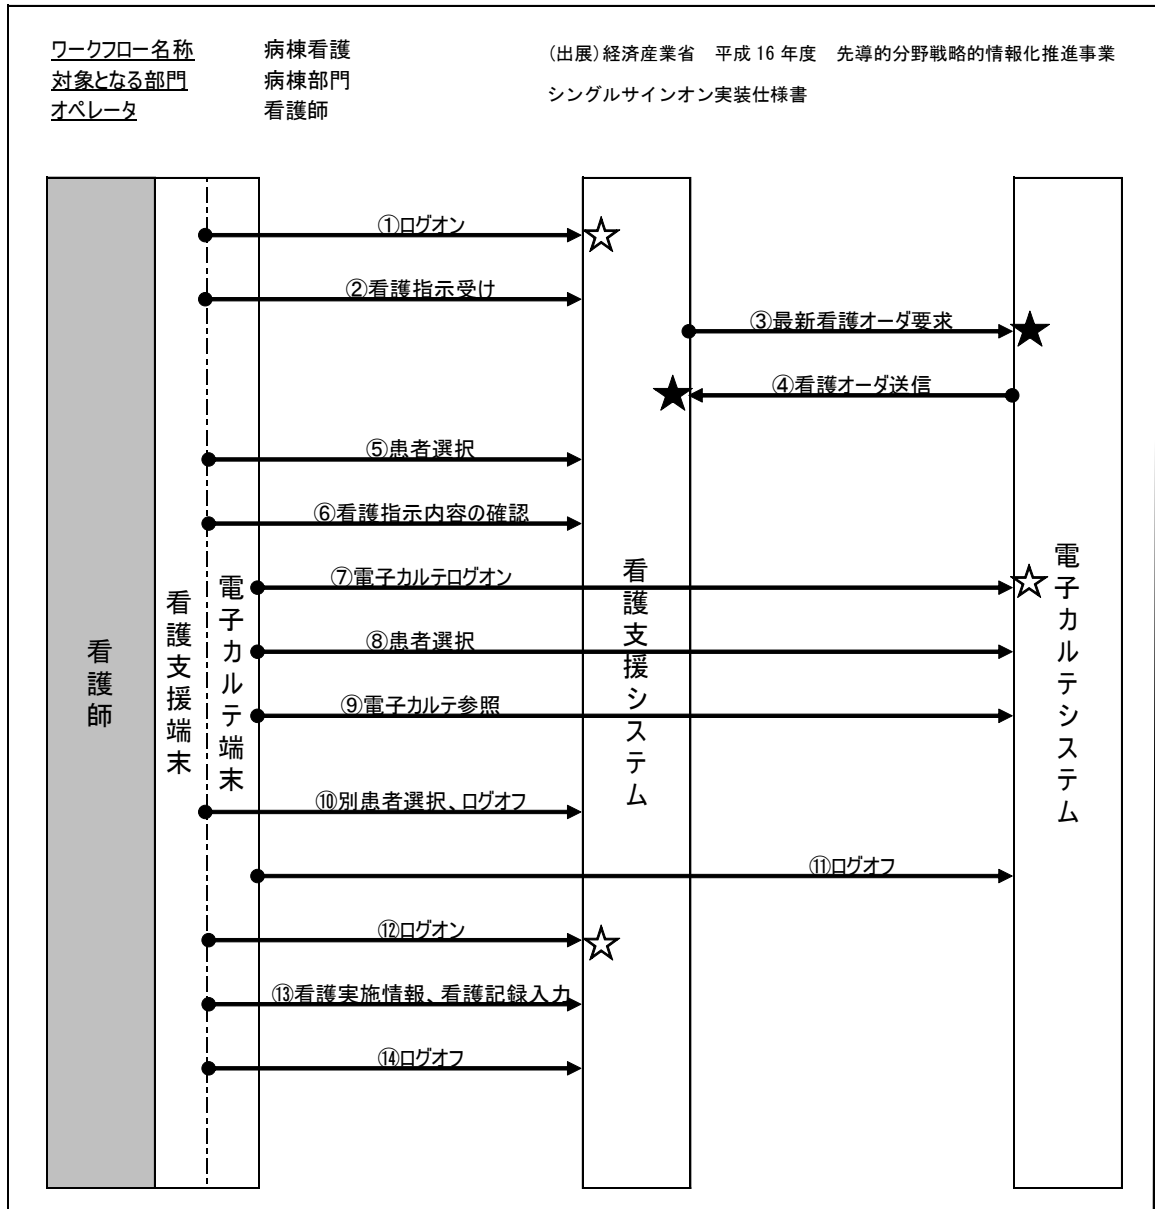 ワークフロー名称 病棟看護 (出展)経済産業省 平成16年度 先導的分野戦略的情報化推進事業
対象となる部門 病棟部門
シングルサインオン実装仕様書
オペレータ 看護師
①ログオン
☆
②看護指示受け
③最新看護オーダ要求
★
④看護オーダ送信
★
⑤患者選択
⑥看護指示内容の確認
⑦電子カルテログオン
☆
⑧患者選択
⑨電子カルテ参照
⑩別患者選択、ログオフ
⑪ログオフ
⑫ログオン
☆
⑬看護実施情報、看護記録入力
⑭ログオフ
看護師
看護支援端末
電子カルテ端末
看護支援システム
電子カルテシステム